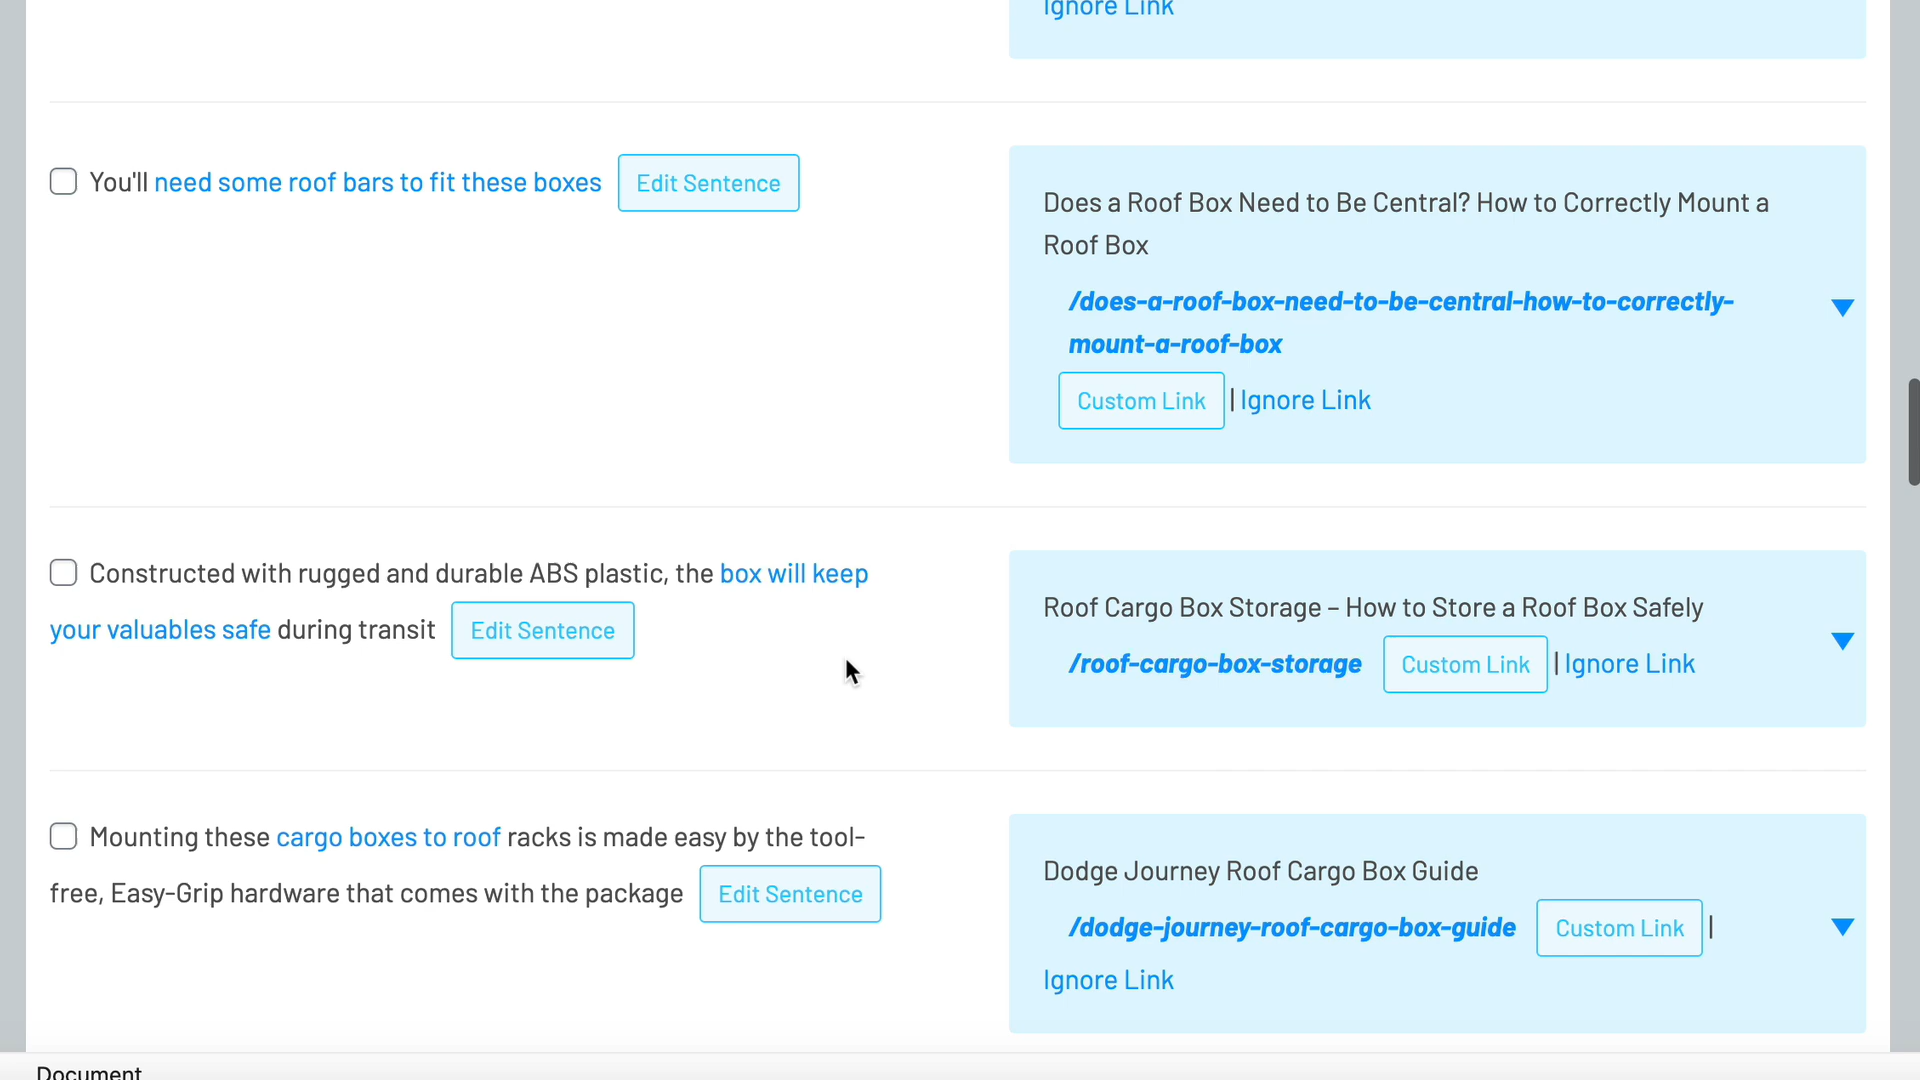 Ignore Link
You'll need some roof bars to fit these boxes Edit Sentence
Does a Roof Box Need to Be Central? How to Correctly Mount a
Roof Box
/does-a-roof-box-need-to-be-central-how-to-correctly-
mount-a-roof-box
Custom Link | Ignore Link
Constructed with rugged and durable ABS plastic, the box will keep
your valuables safe during transit Edit Sentence
Roof Cargo Box Storage – How to Store a Roof Box Safely
/roof-cargo-box-storage Custom Link | Ignore Link
Mounting these cargo boxes to roof racks is made easy by the tool-
free, Easy-Grip hardware that comes with the package Edit Sentence
Dodge Journey Roof Cargo Box Guide
/dodge-journey-roof-cargo-box-guide Custom Link |
Ignore Link
Document